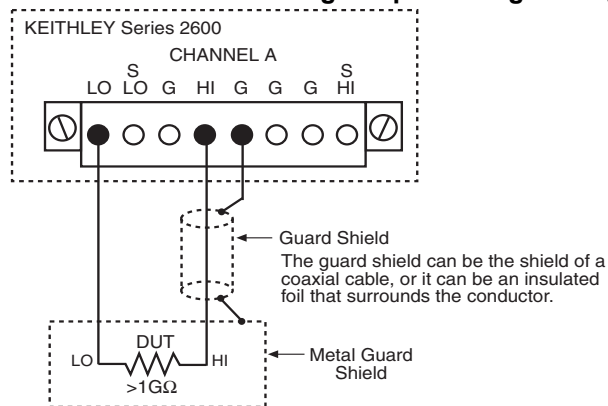 KEITHLEY Series 2600
CHANNEL A
S S
LO LO G HI G G G HI
Guard Shield
The guard shield can be the shield of a
coaxial cable, or it can be an insulated
foil that surrounds the conductor.
DUT
LO HI
>1GΩ
Metal Guard
Shield